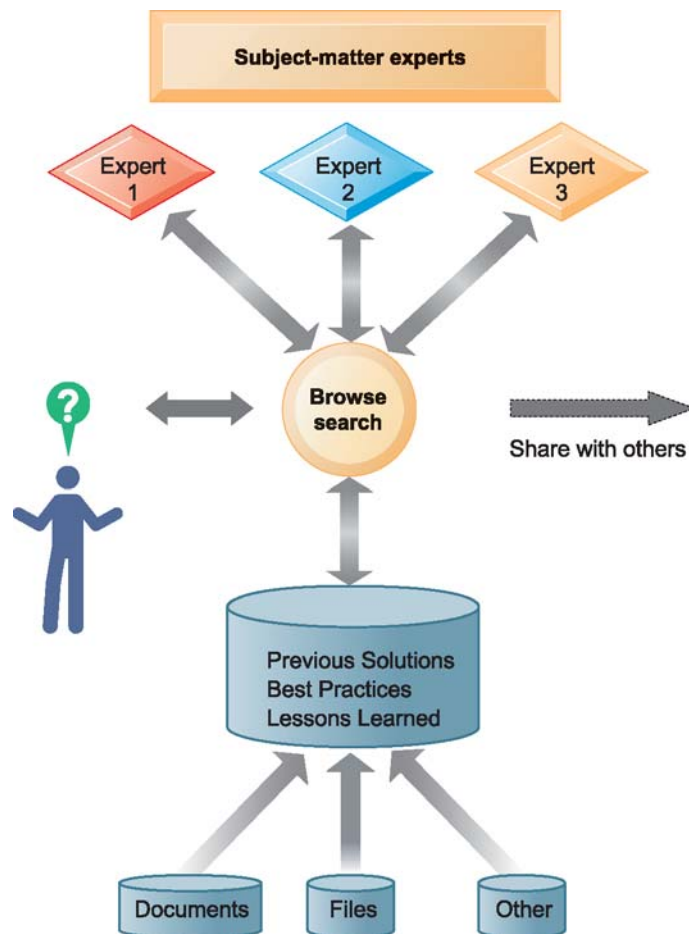 Subject-matter experts
Expert
1
Expert
2
Expert
3
?
Browse
search
Share with others
Previous Solutions
Best Practices
Lessons Learned
Documents
Files
Other